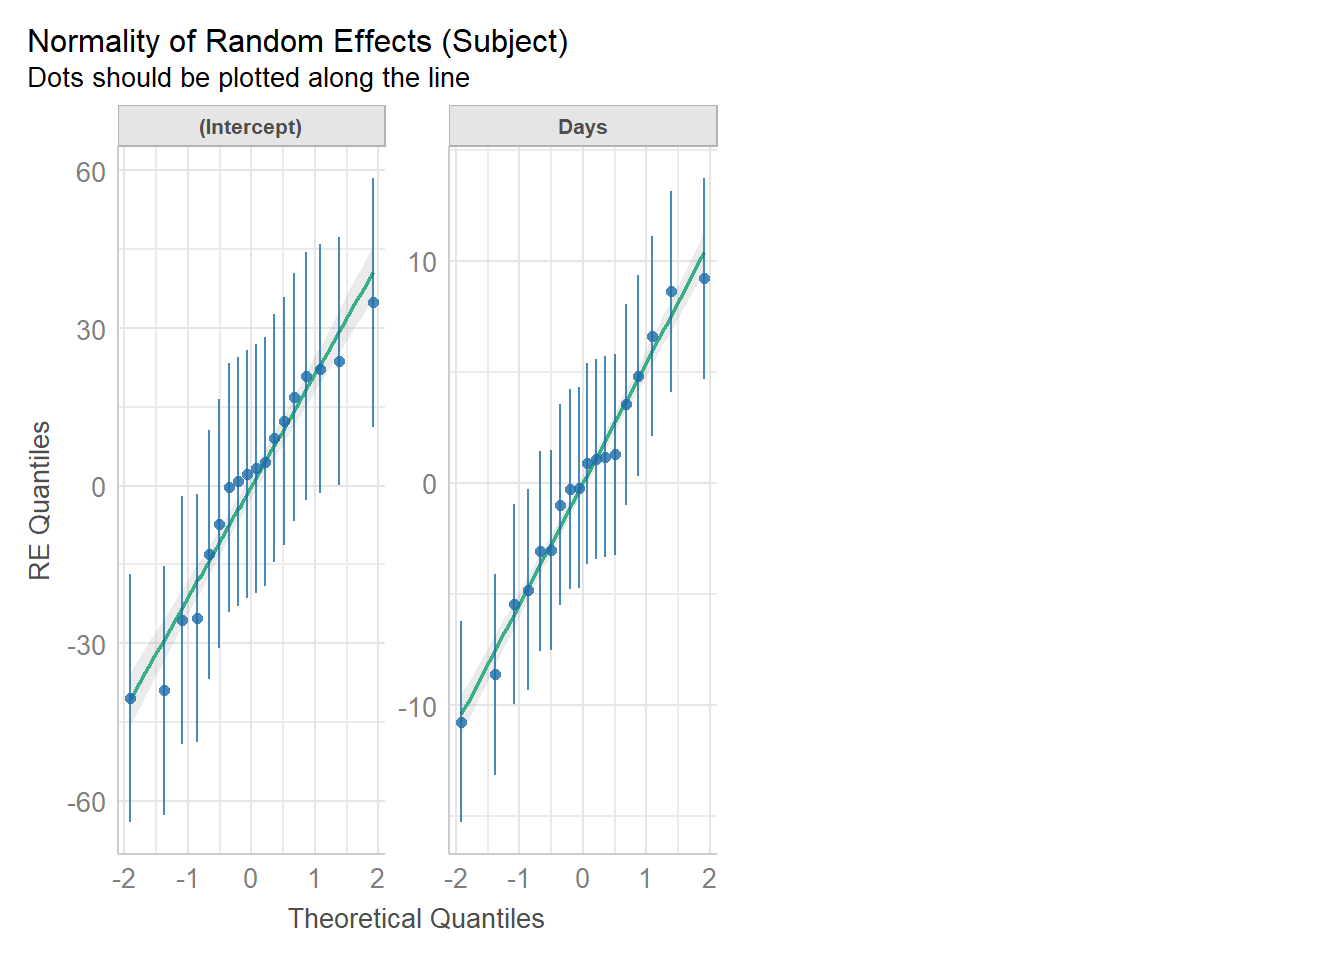 Normality of Random Effects (Subject)
Dots should be plotted along the line
(Intercept)
Days
RE Quantiles
60
30
0
-30
-60
10
0
-10
-2 -1 0 1 2
-2 -1 0 1 2
Theoretical Quantiles